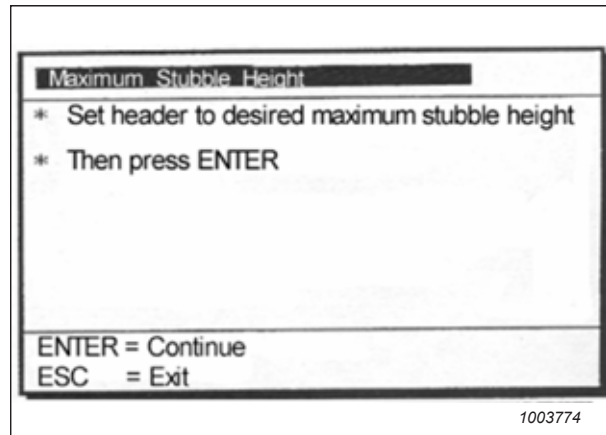 Maximum Stubble Height
* Set header to desired maximum stubble height
* Then press ENTER
ENTER = Continue
ESC = Exit
1003774